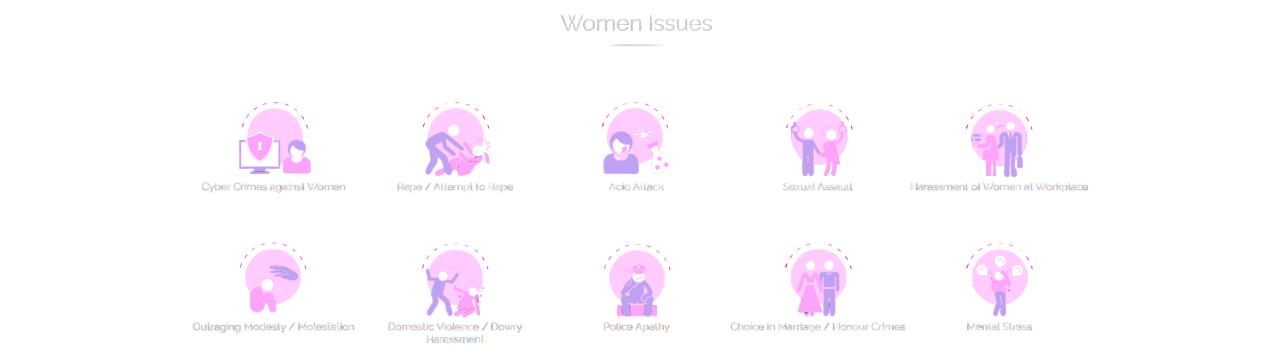 Women Issues
Cyber Crimes against Women
Rape / Attempt to Rape
Acid Attack
Sexual Assault
Harassment of Women at Workplace
Outraging Modesty / Molestation
Domestic Violence / Dowry
Harassment
Police Apathy
Choice in Marriage / Honour Crimes
Mental Stress